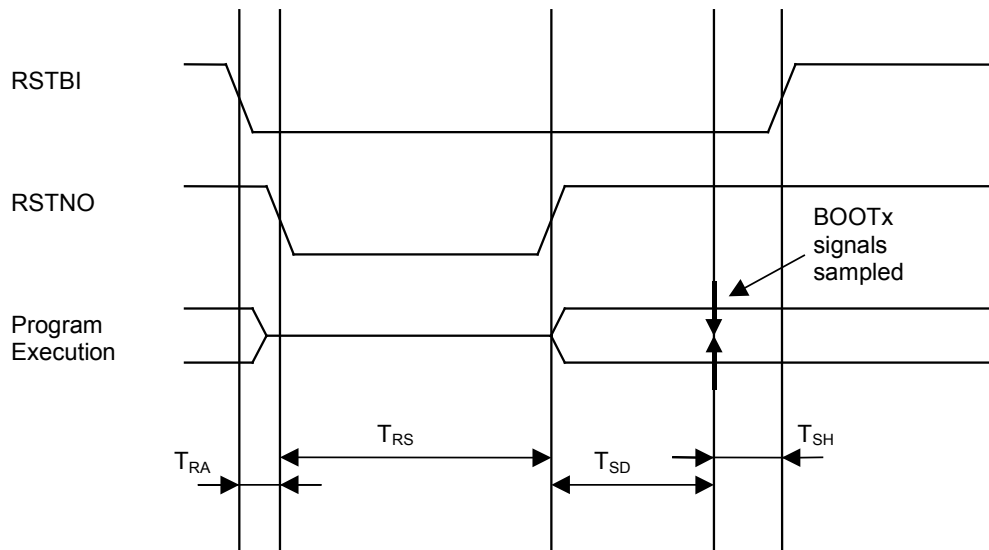 RSTBI
RSTNO
BOOTx
signals
sampled
Program
Execution
TRA
TRS
TSD
TSH